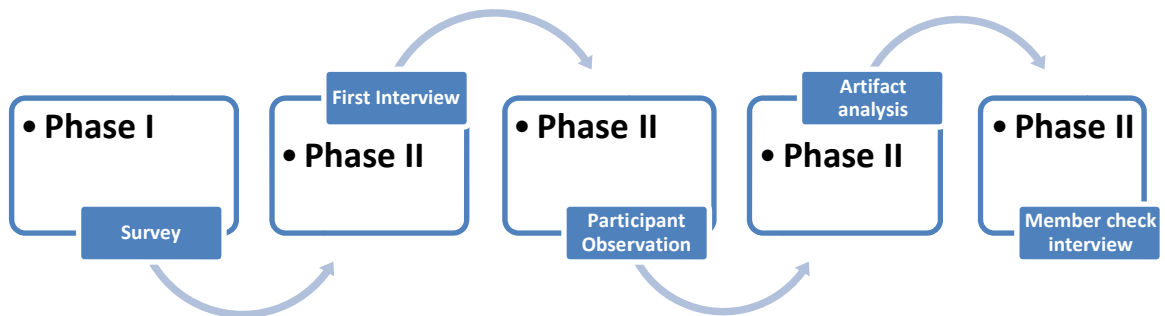 • Phase I
Survey
First Interview
• Phase II
• Phase II
Participant
Observation
Artifact
analysis
• Phase II
• Phase II
Member check
interview